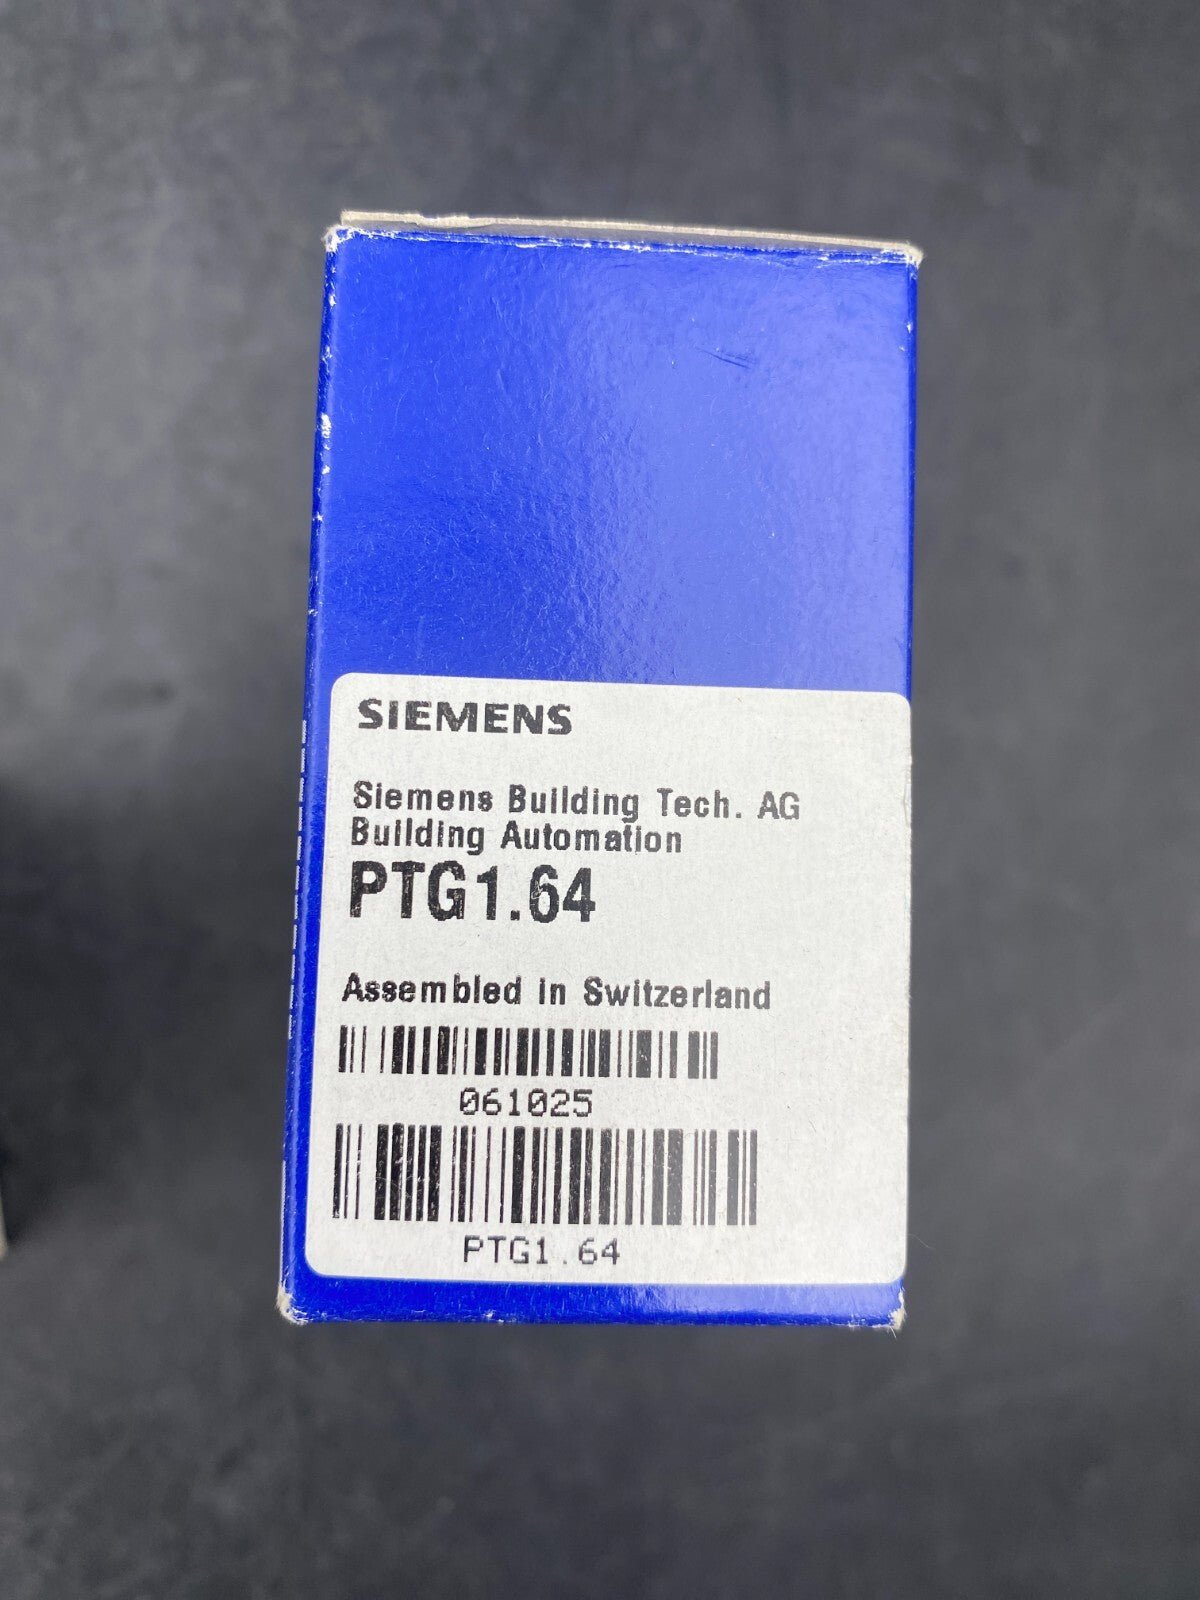 SIEMENS
Siemens Building Tech. AG
Building Automation
PTG1.64
Assembled in Switzerland
061025
PTG1.64